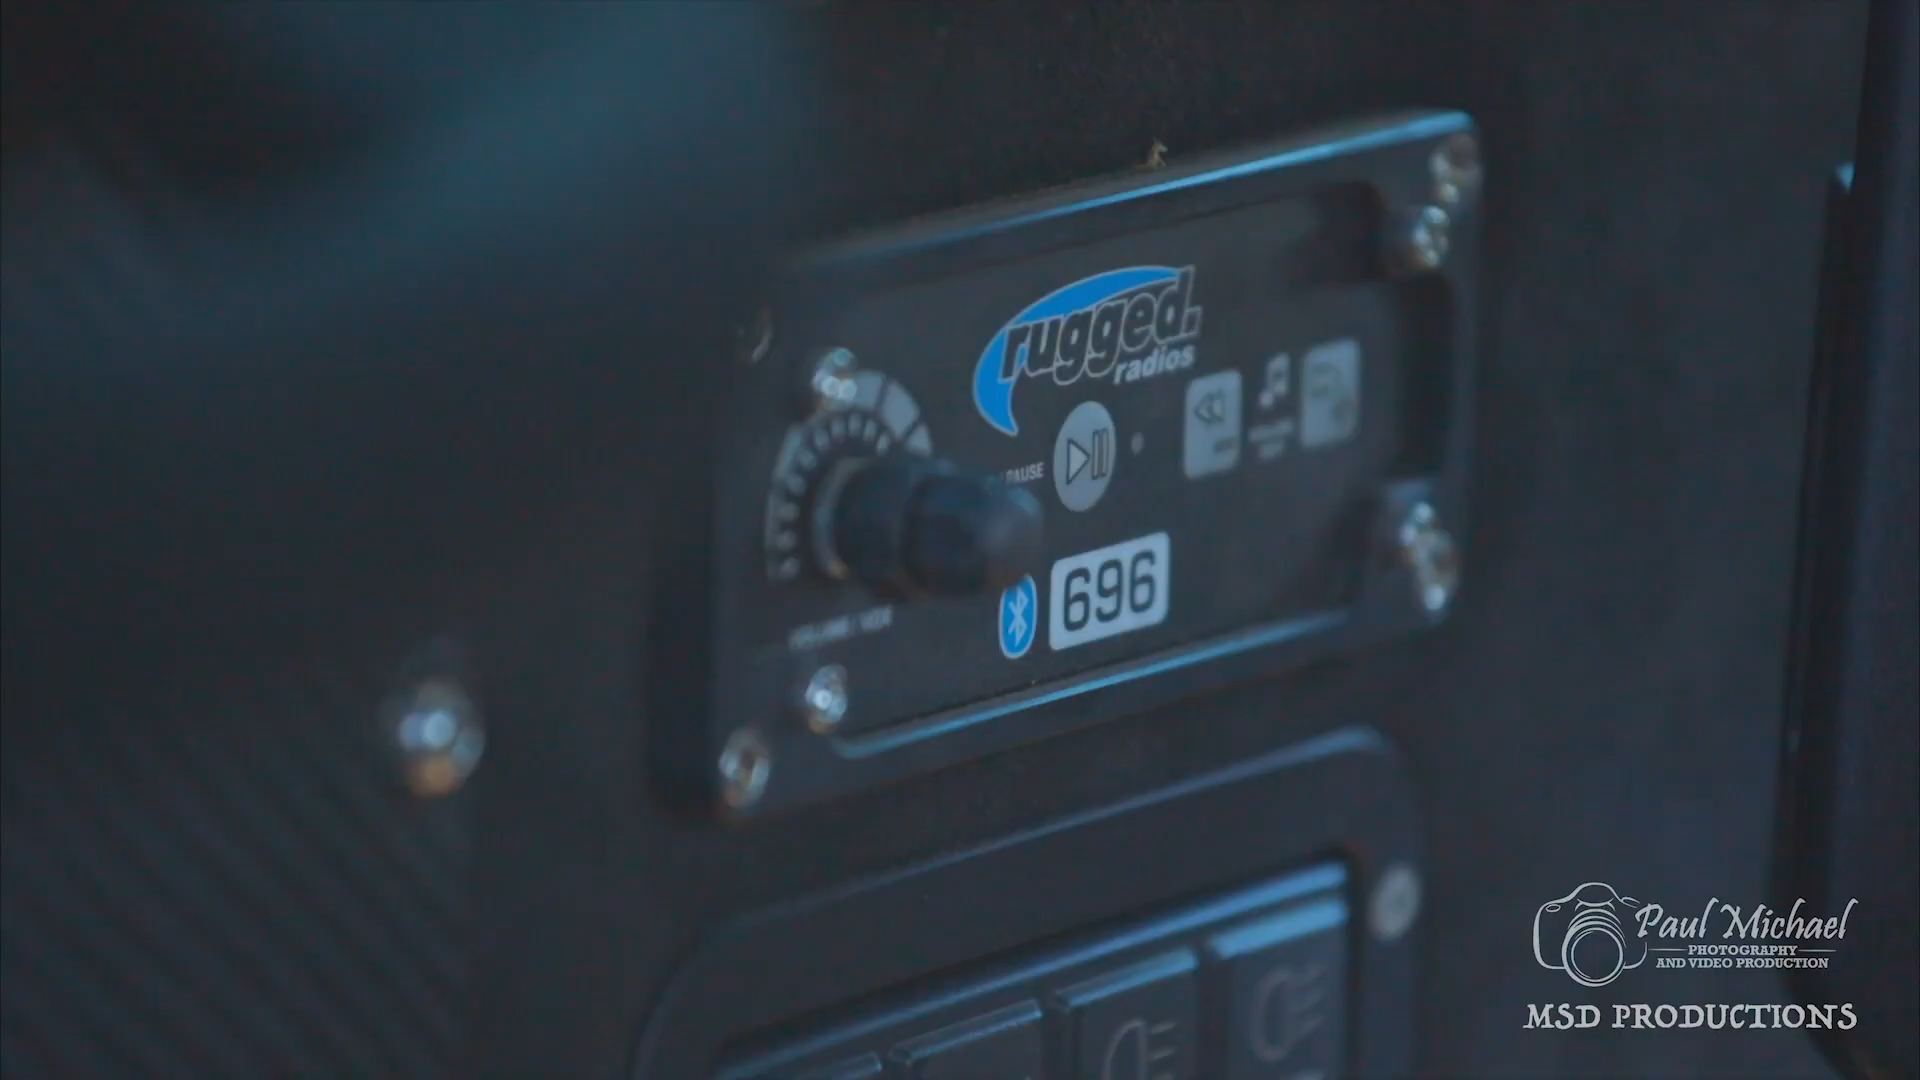 rugged.
radios
PAUSE
696
Paul Michael
PHOTOGRAPHY
AND VIDEO PRODUCTION
MSD PRODUCTIONS